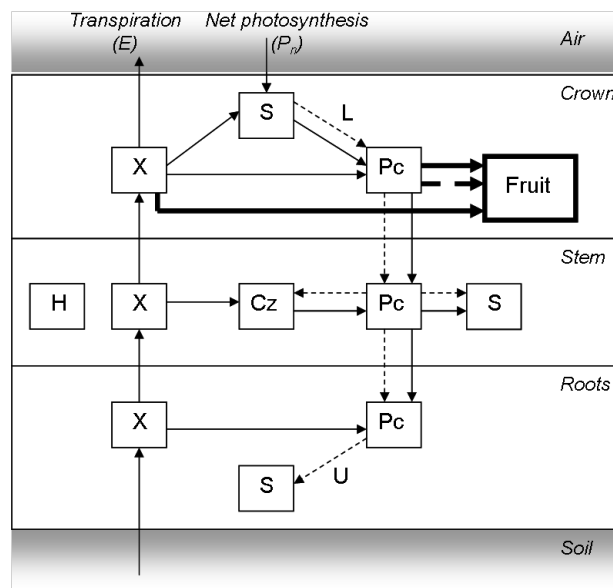 Transpiration
(E)
Net photosynthesis
(Pn)
Air
Crown
S
L
X
Pc
Fruit
Stem
H
X
Cz
Pc
S
Roots
X
Pc
S
U
Soil